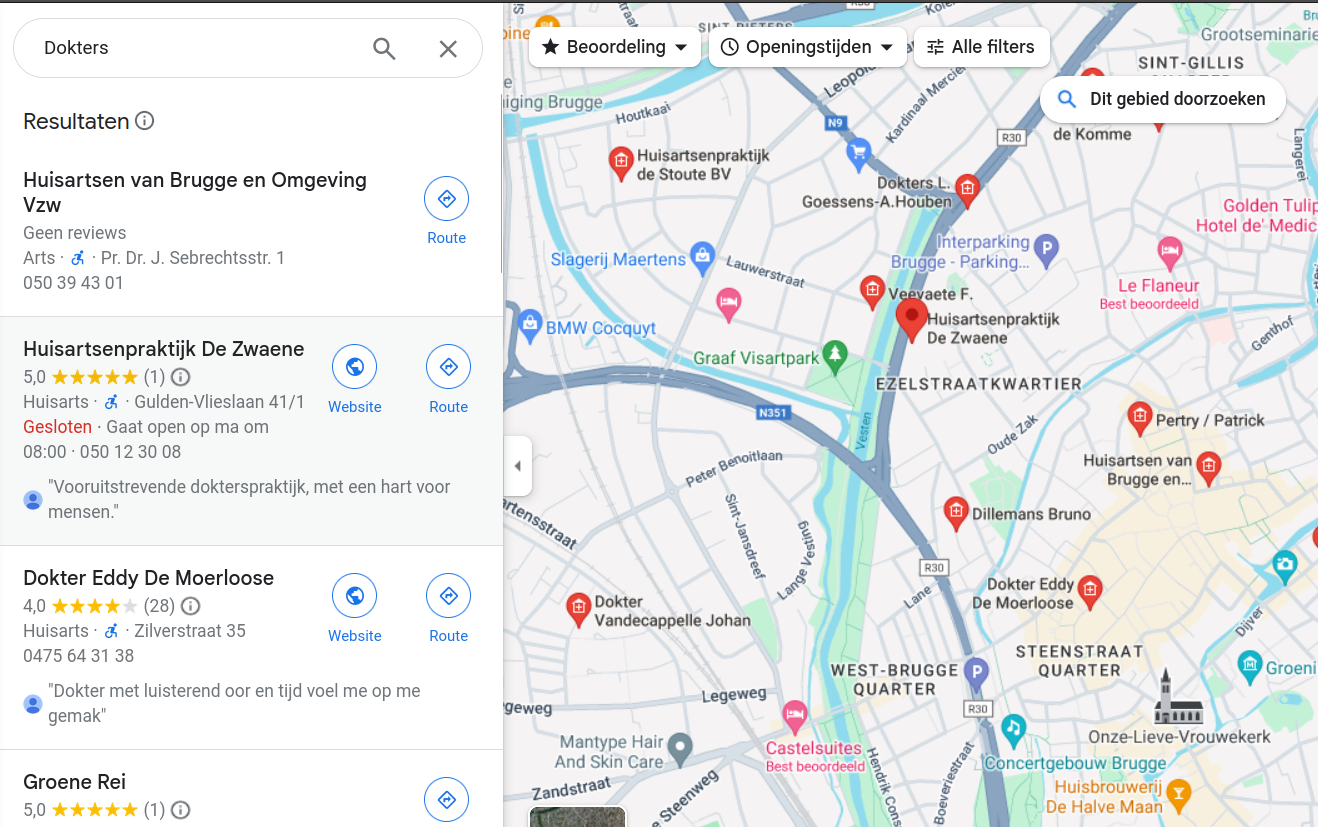 Dokters
Resultaten
Huisartsen van Brugge en Omgeving
Vzw
Geen reviews
Arts · · Pr. Dr. J. Sebrechtsstr. 1
050 39 43 01
Route
Huisartsenpraktijk De Zwaene
5,0 (1)
Huisarts · · Gulden-Vlieslaan 41/1
Gesloten · Gaat open op ma om
08:00 · 050 12 30 08
Website
Route
"Vooruitstrevende dokterspraktijk, met een hart voor
mensen."
Dokter Eddy De Moerloose
4,0 (28)
Huisarts · · Zilverstraat 35
0475 64 31 38
Website
Route
"Dokter met luisterend oor en tijd voel me op me
gemak"
Groene Rei
5,0 (1)
Beoordeling
Openingstijden
Alle filters
Dit gebied doorzoeken
SINT-GILLIS
Grootseminarie
de Komme
iging Brugge
Houtkaai
Leopold
Kardinaal Mercier
N9
R30
Langerei
Huisartsenpraktijk
de Stoute BV
Dokters L.
Goessens-A.Houben
Golden Tulip
Hotel de' Medic
Interparking
Brugge - Parking...
Slagerij Maertens
Lauwerstraat
Le Flaneur
Best beoordeeld
Veevaete F.
Huisartsenpraktijk
De Zwaene
BMW Cocquyt
Genthof
Graaf Visartpark
EZELSTRAATKWARTIER
N351
Vesten
Pertry / Patrick
Oude Zak
Peter Benoitlaan
Huisartsen van
Brugge en...
Sint-Jansdreef
Lange Vesting
artensstraat
Dillemans Bruno
R30
Lane
Dokter Eddy
De Moerloose
Dokter
Vandecappelle Johan
Dijver
STEENSTRAAT
QUARTER
WEST-BRUGGE
QUARTER
Groeni
Legeweg
geweg
R30
Onze-Lieve-Vrouwekerk
Mantype Hair
And Skin Care
Castelsuites
Best beoordeeld
Concertgebouw Brugge
Hendrik Cons
Boeveriestraat
Zandstraat
e Steenweg
Huisbrouwerij
De Halve Maan